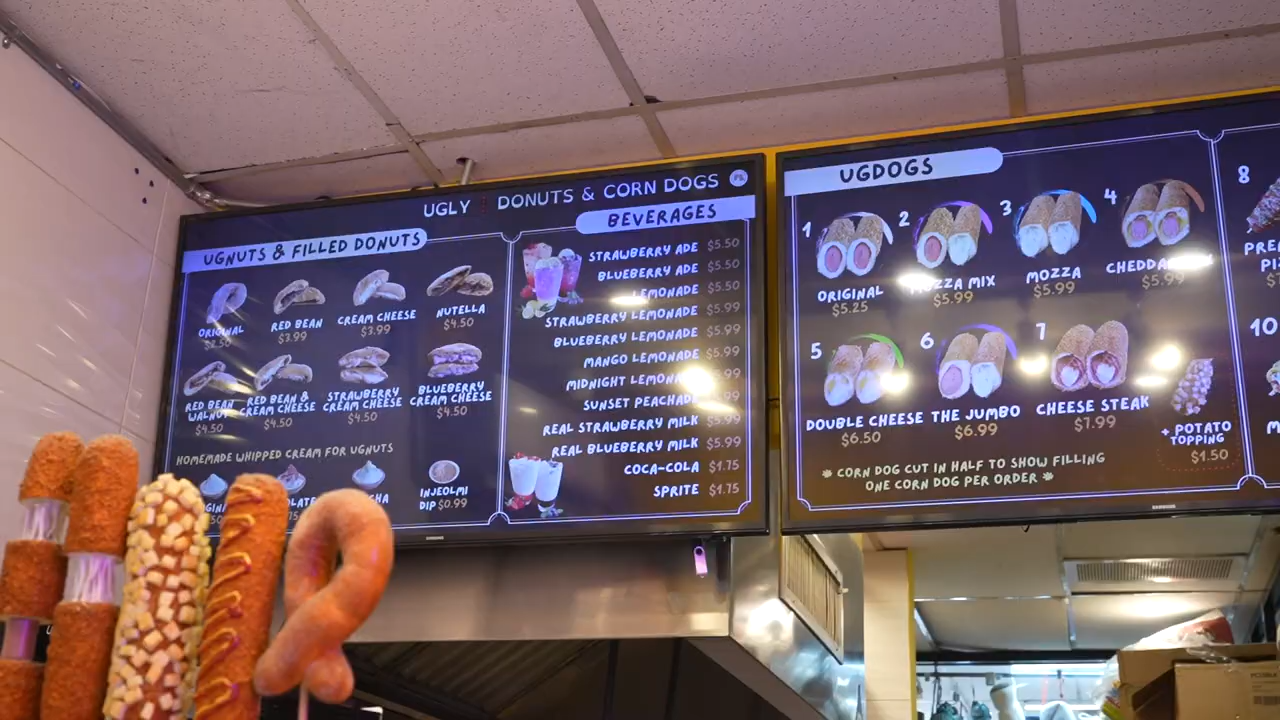 UGLY DONUTS & CORN DOGS
UGNUTS & FILLED DONUTS
ORIGINAL
$2.50
RED BEAN
$3.99
CREAM CHEESE
$3.99
NUTELLA
$4.50
RED BEAN
WALNUT
$4.50
RED BEAN &
CREAM CHEESE
$4.50
STRAWBERRY
CREAM CHEESE
$4.50
BLUEBERRY
CREAM CHEESE
$4.50
HOMEMADE WHIPPED CREAM FOR UGNUTS
INJEOLMI
DIP $0.99
BEVERAGES
STRAWBERRY ADE $5.50
BLUEBERRY ADE $5.50
LEMONADE $5.50
STRAWBERRY LEMONADE $5.99
BLUEBERRY LEMONADE $5.99
MANGO LEMONADE $5.99
MIDNIGHT LEMONADE
SUNSET PEACHADE
REAL STRAWBERRY MILK $5.99
REAL BLUEBERRY MILK $5.99
COCA-COLA $1.75
SPRITE $1.75
SAMSUNG
UGDOGS
1
ORIGINAL
$5.25
2
MOZZA MIX
$5.99
3
MOZZA
$5.99
4
CHEDDA
$5.99
5
DOUBLE CHEESE
$6.50
6
THE JUMBO
$6.99
7
CHEESE STEAK
$7.99
+ POTATO
TOPPING
$1.50
* CORN DOG CUT IN HALF TO SHOW FILLING
ONE CORN DOG PER ORDER *
8
10
SAMSUNG